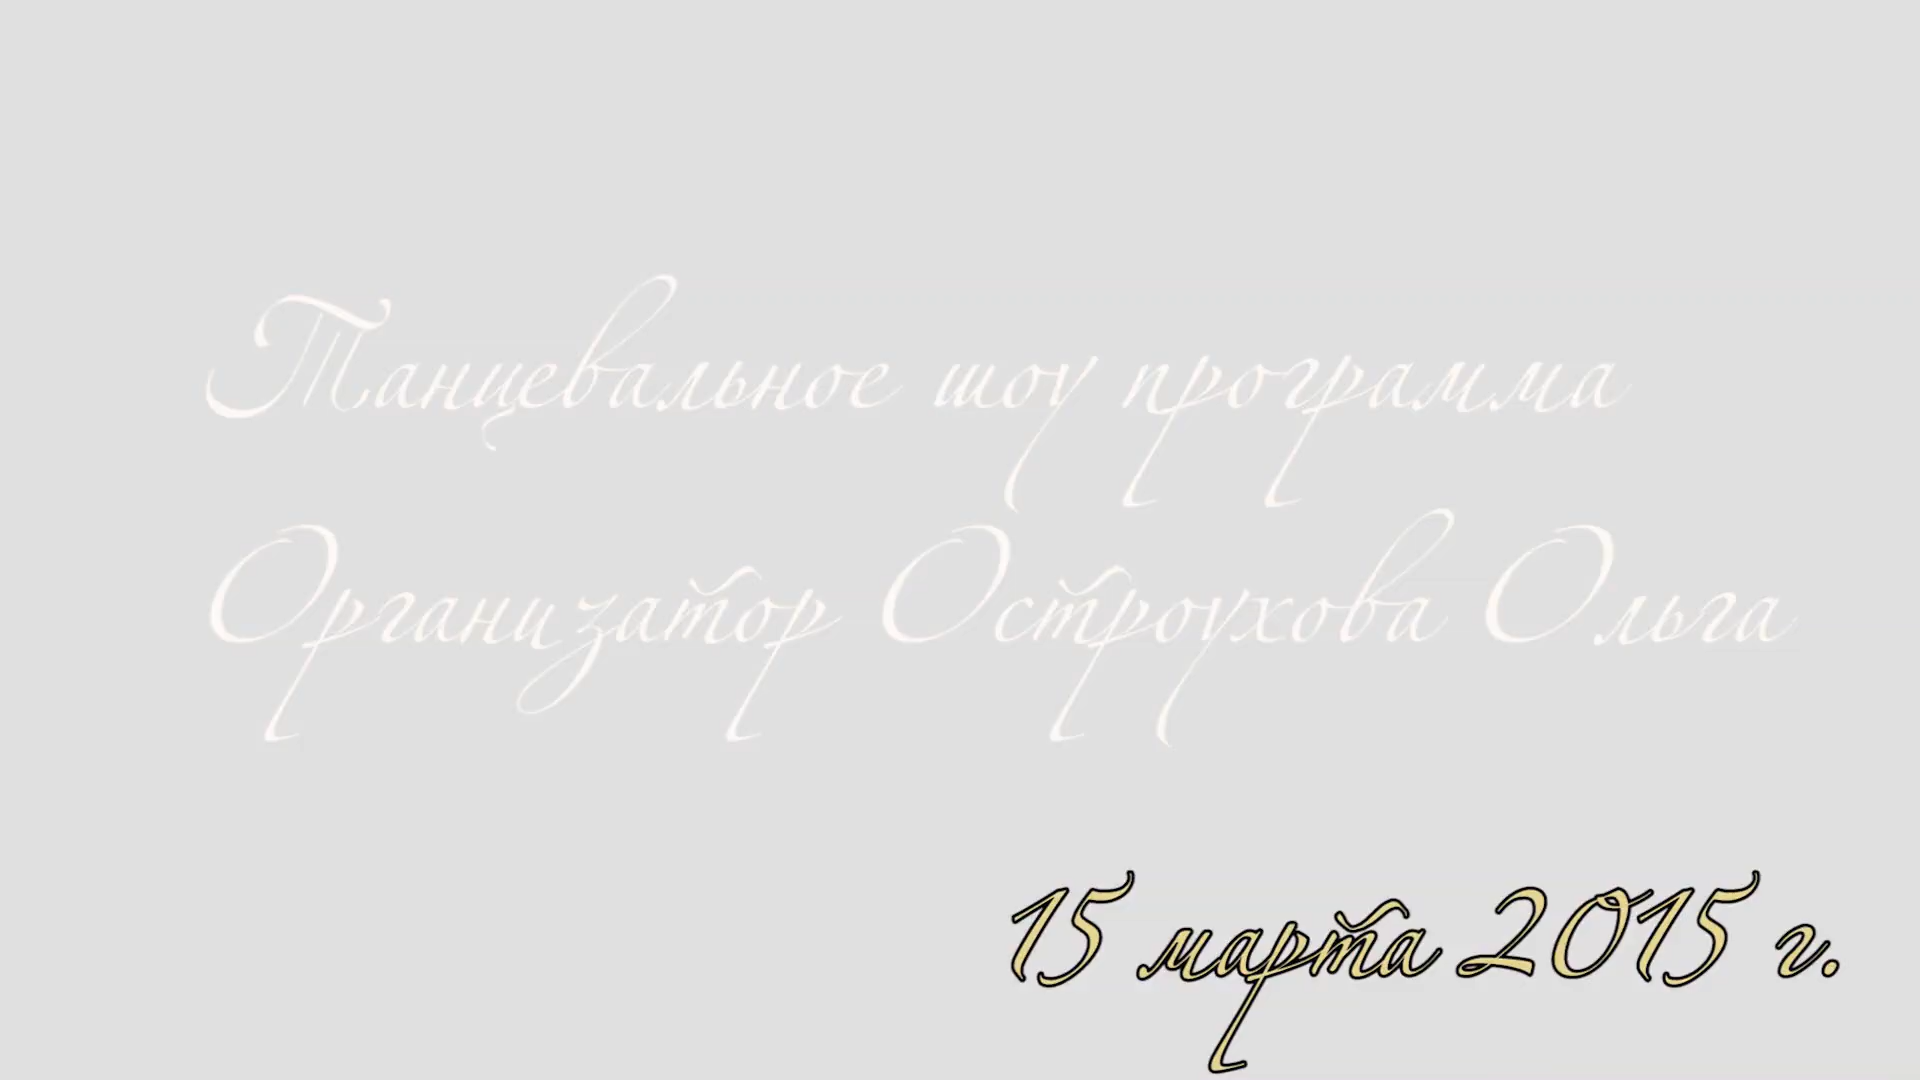 Танцевальное шоу программа
Организатор Остроухова Ольга
15 марта 2015 г.